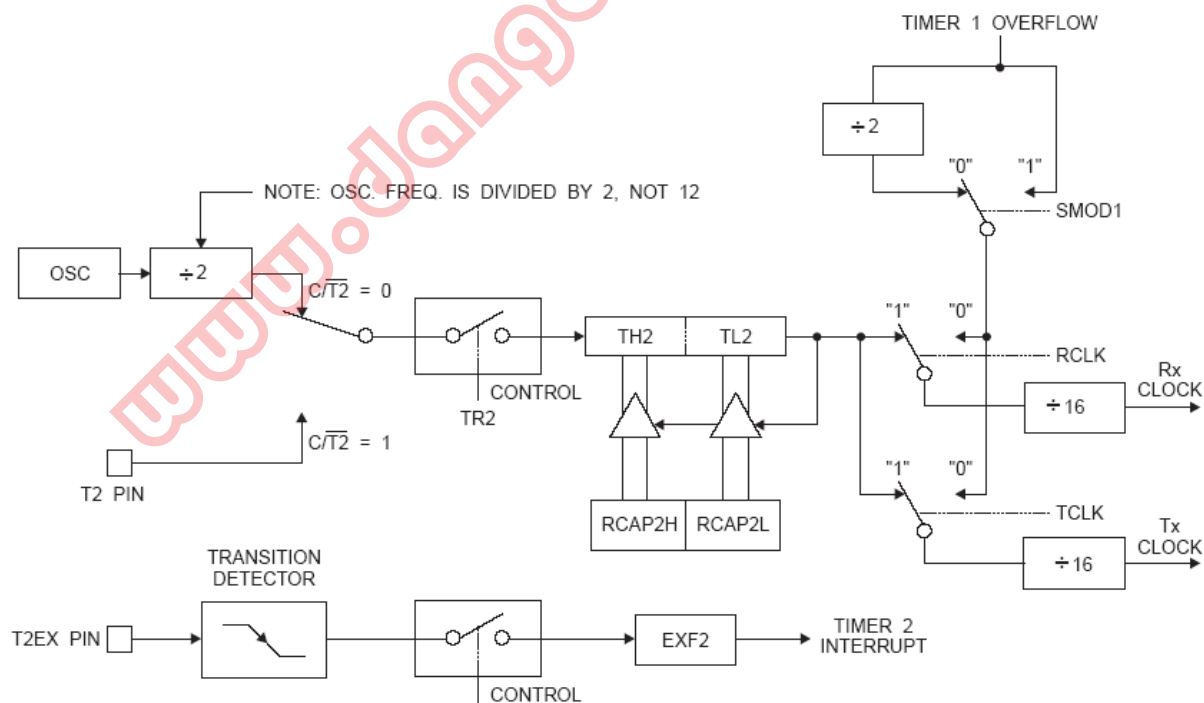 TIMER 1 OVERFLOW
÷2
"0" "1"
SMOD1
NOTE: OSC. FREQ. IS DIVIDED BY 2, NOT 12
OSC
÷2
C/T2 = 0
TH2
TL2
CONTROL
TR2
"1" "0"
RCLK
Rx
CLOCK
÷16
C/T2 = 1
T2 PIN
RCAP2H
RCAP2L
"1" "0"
TCLK
Tx
CLOCK
÷16
TRANSITION
DETECTOR
T2EX PIN
EXF2
TIMER 2
INTERRUPT
CONTROL